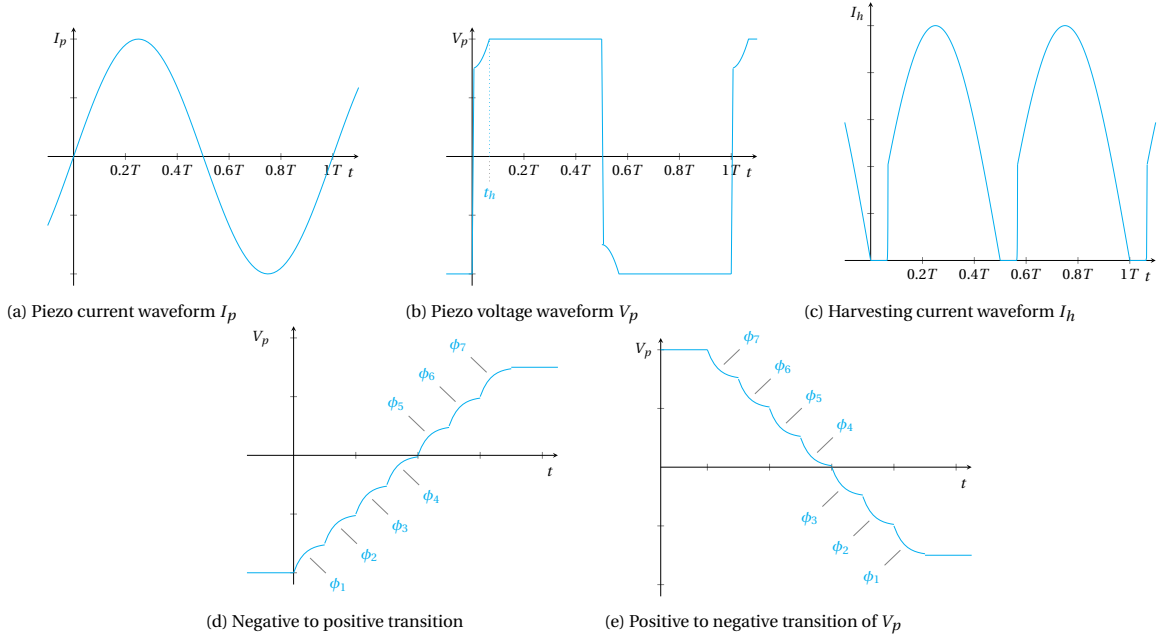 I_p
0.2T 0.4T 0.6T 0.8T 1T t
(a) Piezo current waveform I_p
V_p
0.2T 0.4T 0.6T 0.8T 1T t
t_h
(b) Piezo voltage waveform V_p
I_h
0.2T 0.4T 0.6T 0.8T 1T t
(c) Harvesting current waveform I_h
V_p
ϕ_7
ϕ_6
ϕ_5
t
ϕ_4
ϕ_3
ϕ_2
ϕ_1
(d) Negative to positive transition
V_p
ϕ_7
ϕ_6
ϕ_5
ϕ_4
t
ϕ_3
ϕ_2
ϕ_1
(e) Positive to negative transition of V_p